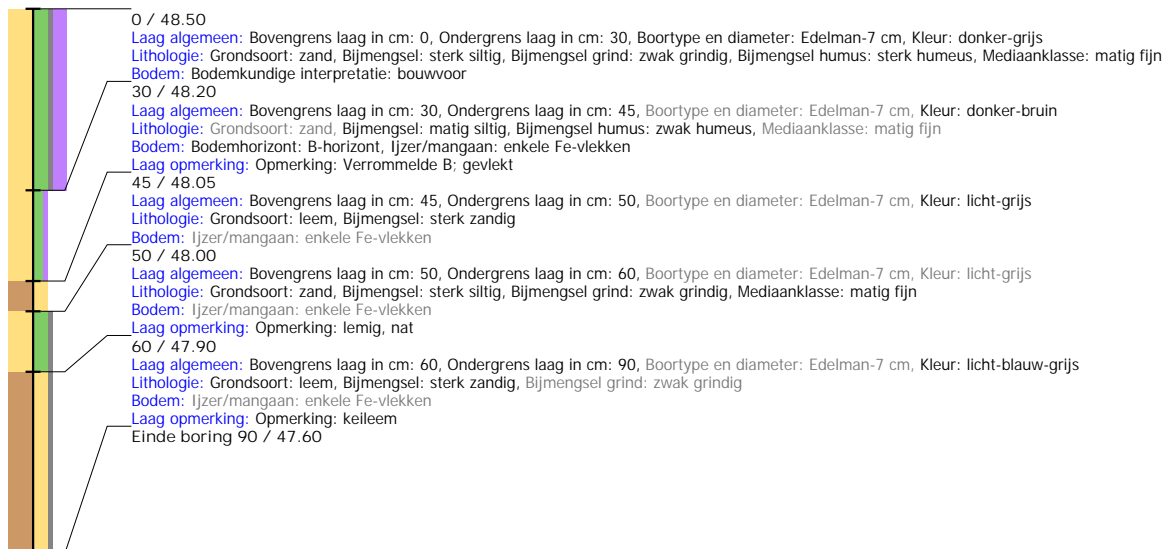 0 / 48.50
Laag algemeen: Bovengrens laag in cm: 0, Ondergrens laag in cm: 30, Boortype en diameter: Edelman-7 cm, Kleur: donker-grijs
Lithologie: Grondsoort: zand, Bijmengsel: sterk siltig, Bijmengsel grind: zwak grindig, Bijmengsel humus: sterk humeus, Mediaanklasse: matig fijn
Bodem: Bodemkundige interpretatie: bouwvoor
30 / 48.20
Laag algemeen: Bovengrens laag in cm: 30, Ondergrens laag in cm: 45, Boortype en diameter: Edelman-7 cm, Kleur: donker-bruin
Lithologie: Grondsoort: zand, Bijmengsel: matig siltig, Bijmengsel humus: zwak humeus, Mediaanklasse: matig fijn
Bodem: Bodemhorizont: B-horizont, Ijzer/mangaan: enkele Fe-vlekken
Laag opmerking: Opmerking: Verrommelde B; gevlekt
45 / 48.05
Laag algemeen: Bovengrens laag in cm: 45, Ondergrens laag in cm: 50, Boortype en diameter: Edelman-7 cm, Kleur: licht-grijs
Lithologie: Grondsoort: leem, Bijmengsel: sterk zandig
Bodem: Ijzer/mangaan: enkele Fe-vlekken
50 / 48.00
Laag algemeen: Bovengrens laag in cm: 50, Ondergrens laag in cm: 60, Boortype en diameter: Edelman-7 cm, Kleur: licht-grijs
Lithologie: Grondsoort: zand, Bijmengsel: sterk siltig, Bijmengsel grind: zwak grindig, Mediaanklasse: matig fijn
Bodem: Ijzer/mangaan: enkele Fe-vlekken
Laag opmerking: Opmerking: lemig, nat
60 / 47.90
Laag algemeen: Bovengrens laag in cm: 60, Ondergrens laag in cm: 90, Boortype en diameter: Edelman-7 cm, Kleur: licht-blauw-grijs
Lithologie: Grondsoort: leem, Bijmengsel: sterk zandig, Bijmengsel grind: zwak grindig
Bodem: Ijzer/mangaan: enkele Fe-vlekken
Laag opmerking: Opmerking: keileem
Einde boring 90 / 47.60